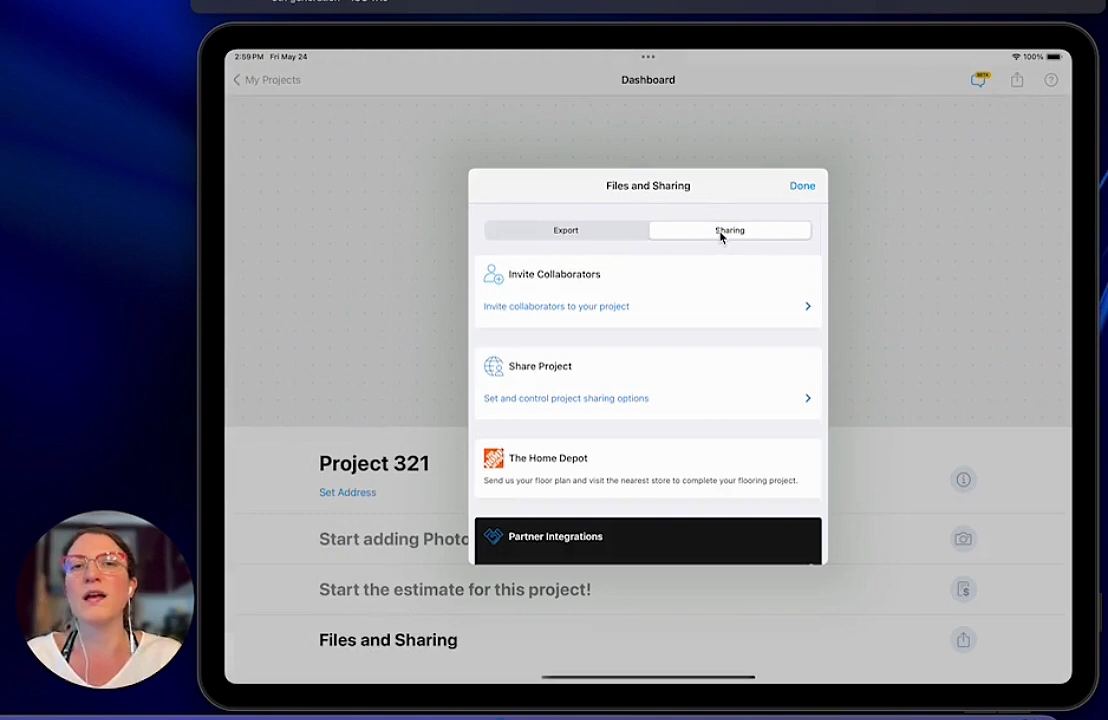 2:59 PM Fri May 24
100%
My Projects
Dashboard
BETA
Files and Sharing
Done
Export
Sharing
Invite Collaborators
Invite collaborators to your project
Share Project
Set and control project sharing options
The Home Depot
Send us your floor plan and visit the nearest store to complete your flooring project.
Partner Integrations
Project 321
Set Address
Start adding Photo
Start the estimate for this project!
Files and Sharing